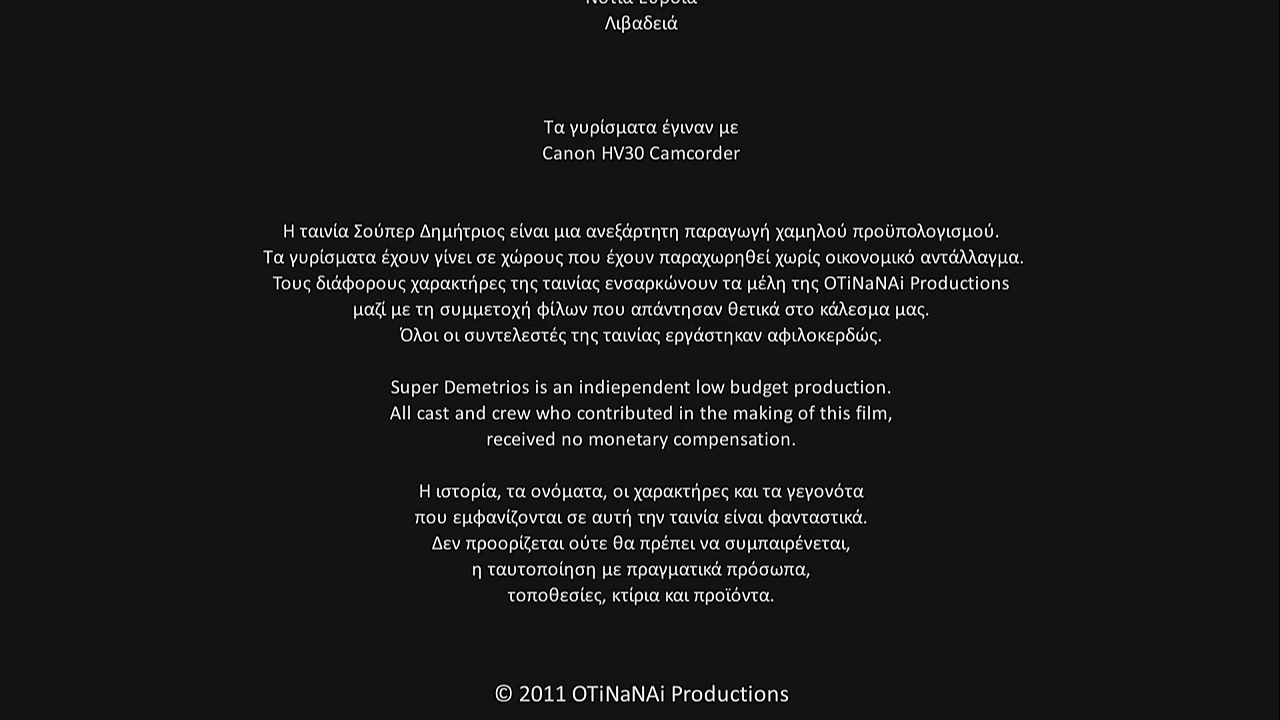 Λιβαδειά
Τα γυρίσματα έγιναν με
Canon HV30 Camcorder
Η ταινία Σούπερ Δημήτριος είναι μια ανεξάρτητη παραγωγή χαμηλού προϋπολογισμού.
Τα γυρίσματα έχουν γίνει σε χώρους που έχουν παραχωρηθεί χωρίς οικονομικό αντάλλαγμα.
Τους διάφορους χαρακτήρες της ταινίας ενσαρκώνουν τα μέλη της OTiNaNAi Productions
μαζί με τη συμμετοχή φίλων που απάντησαν θετικά στο κάλεσμα μας.
Όλοι οι συντελεστές της ταινίας εργάστηκαν αφιλοκερδώς.
Super Demetrios is an indiependent low budget production.
All cast and crew who contributed in the making of this film,
received no monetary compensation.
Η ιστορία, τα ονόματα, οι χαρακτήρες και τα γεγονότα
που εμφανίζονται σε αυτή την ταινία είναι φανταστικά.
Δεν προορίζεται ούτε θα πρέπει να συμπαιρένεται,
η ταυτοποίηση με πραγματικά πρόσωπα,
τοποθεσίες, κτίρια και προϊόντα.
© 2011 OTiNaNAi Productions